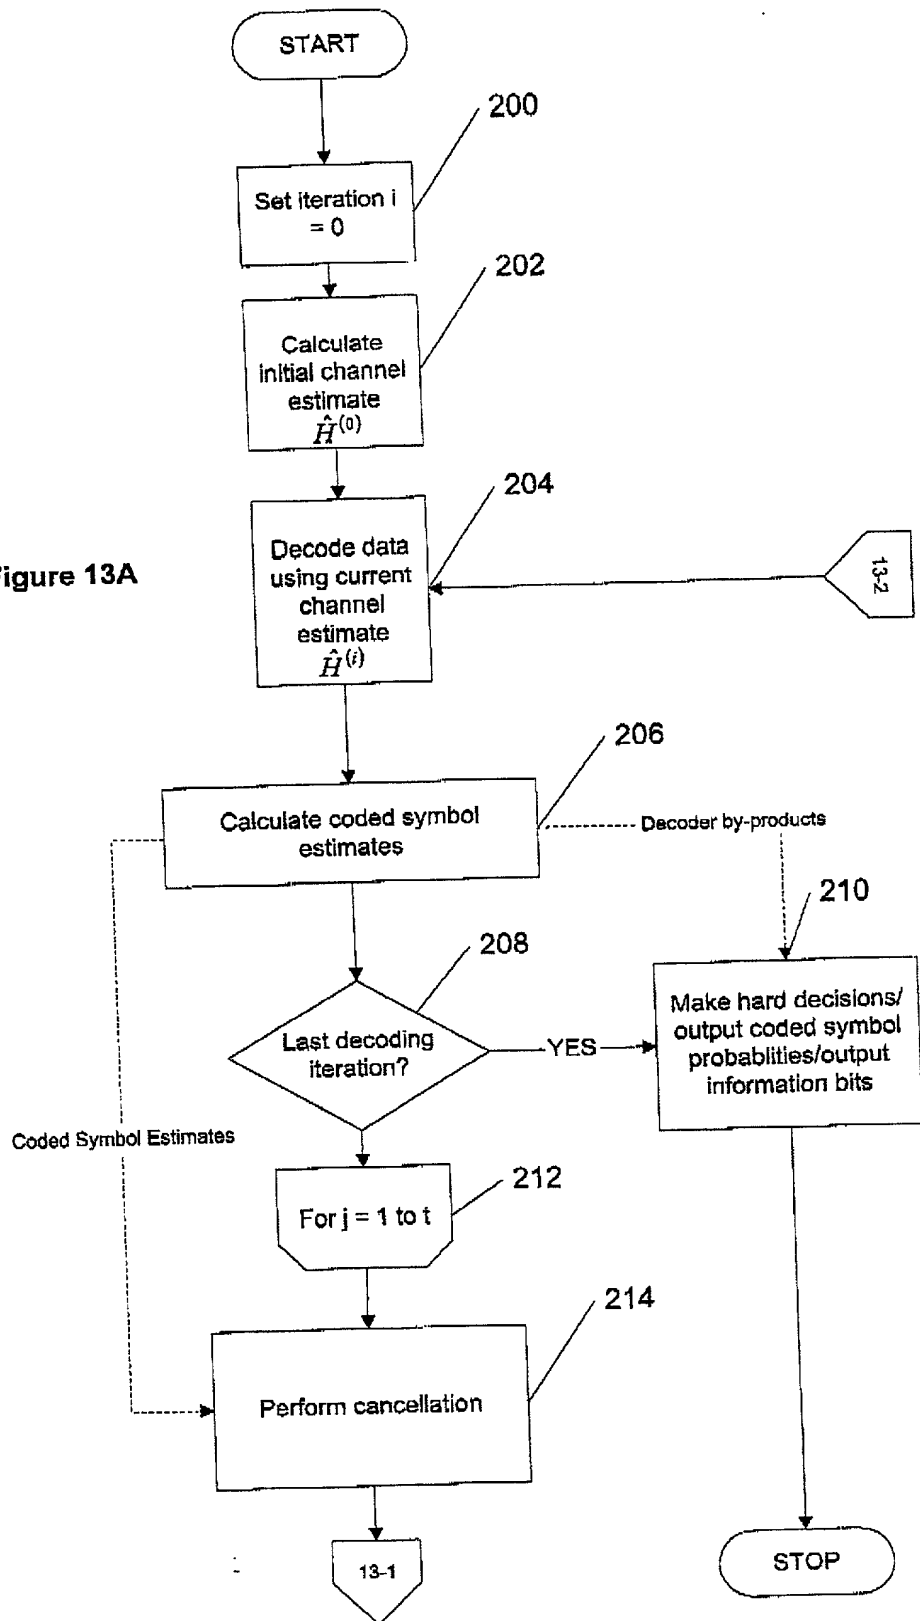 START
200
Set iteration i
= 0
202
Calculate
initial channel
estimate
Ĥ(0)
204
Decode data
using current
channel
estimate
Ĥ(i)
13-2
igure 13A
206
Calculate coded symbol
estimates
Decoder by-products
210
208
Last decoding
iteration?
YES
Make hard decisions/
output coded symbol
probablities/output
information bits
Coded Symbol Estimates
212
For j = 1 to t
214
Perform cancellation
13-1
STOP